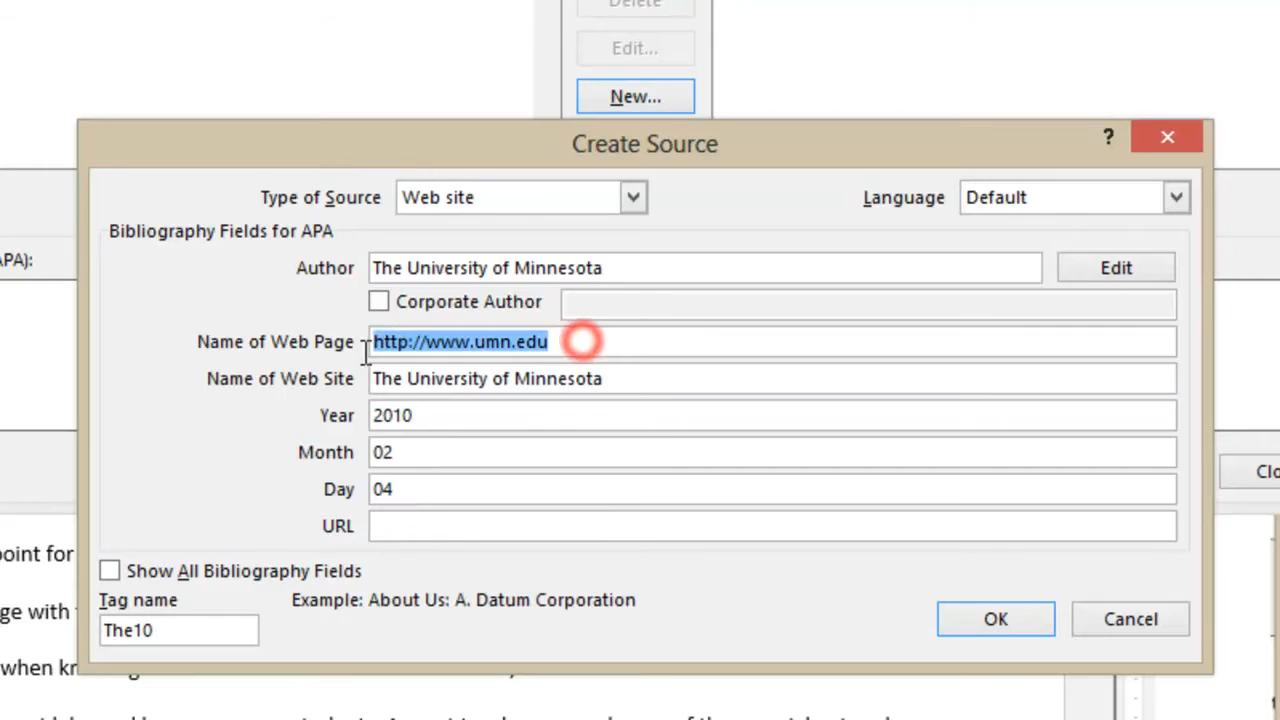 Delete
Edit...
New...
Create Source
?
Type of Source Web site Language Default
Bibliography Fields for APA
APA):
Author The University of Minnesota Edit
Corporate Author
Name of Web Page http://www.umn.edu
Name of Web Site The University of Minnesota
Year 2010
Month 02
Day 04
Clo
URL
point for
Show All Bibliography Fields
Tag name Example: About Us: A. Datum Corporation
ge with
The10 OK Cancel
when kn